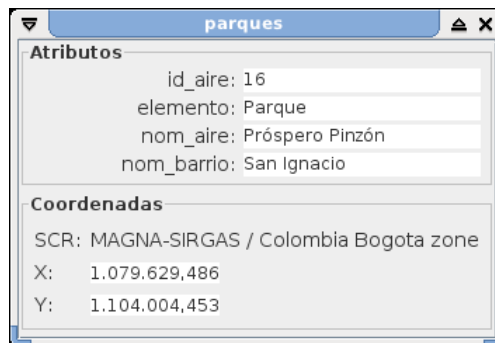 parques
Atributos
id_aire: 16
elemento: Parque
nom_aire: Próspero Pinzón
nom_barrio: San Ignacio
Coordenadas
SCR: MAGNA-SIRGAS / Colombia Bogota zone
X: 1.079.629,486
Y: 1.104.004,453